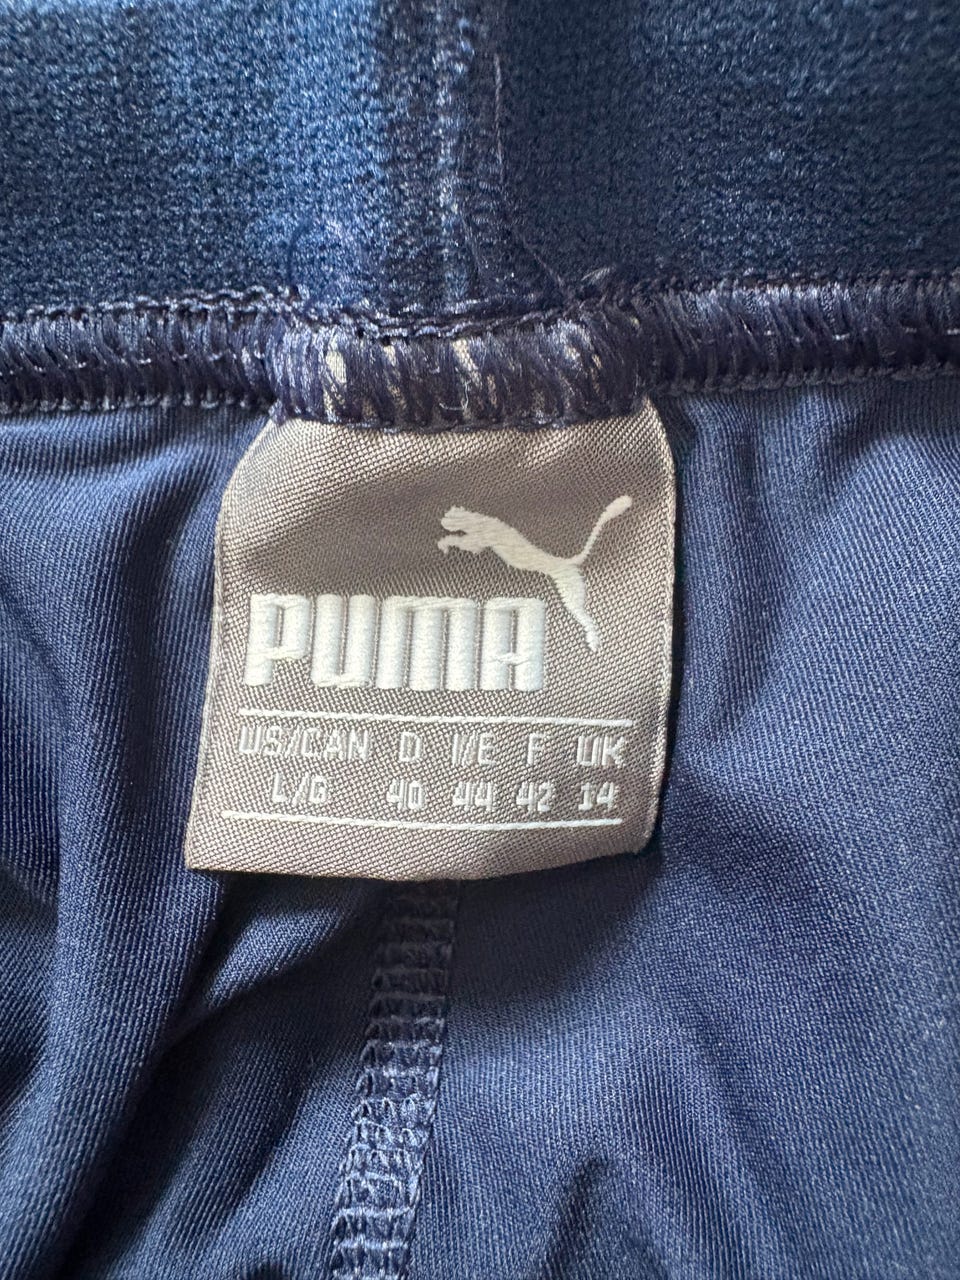 PUMA
US/CAN D I/E F UK
L/G 40 44 42 14